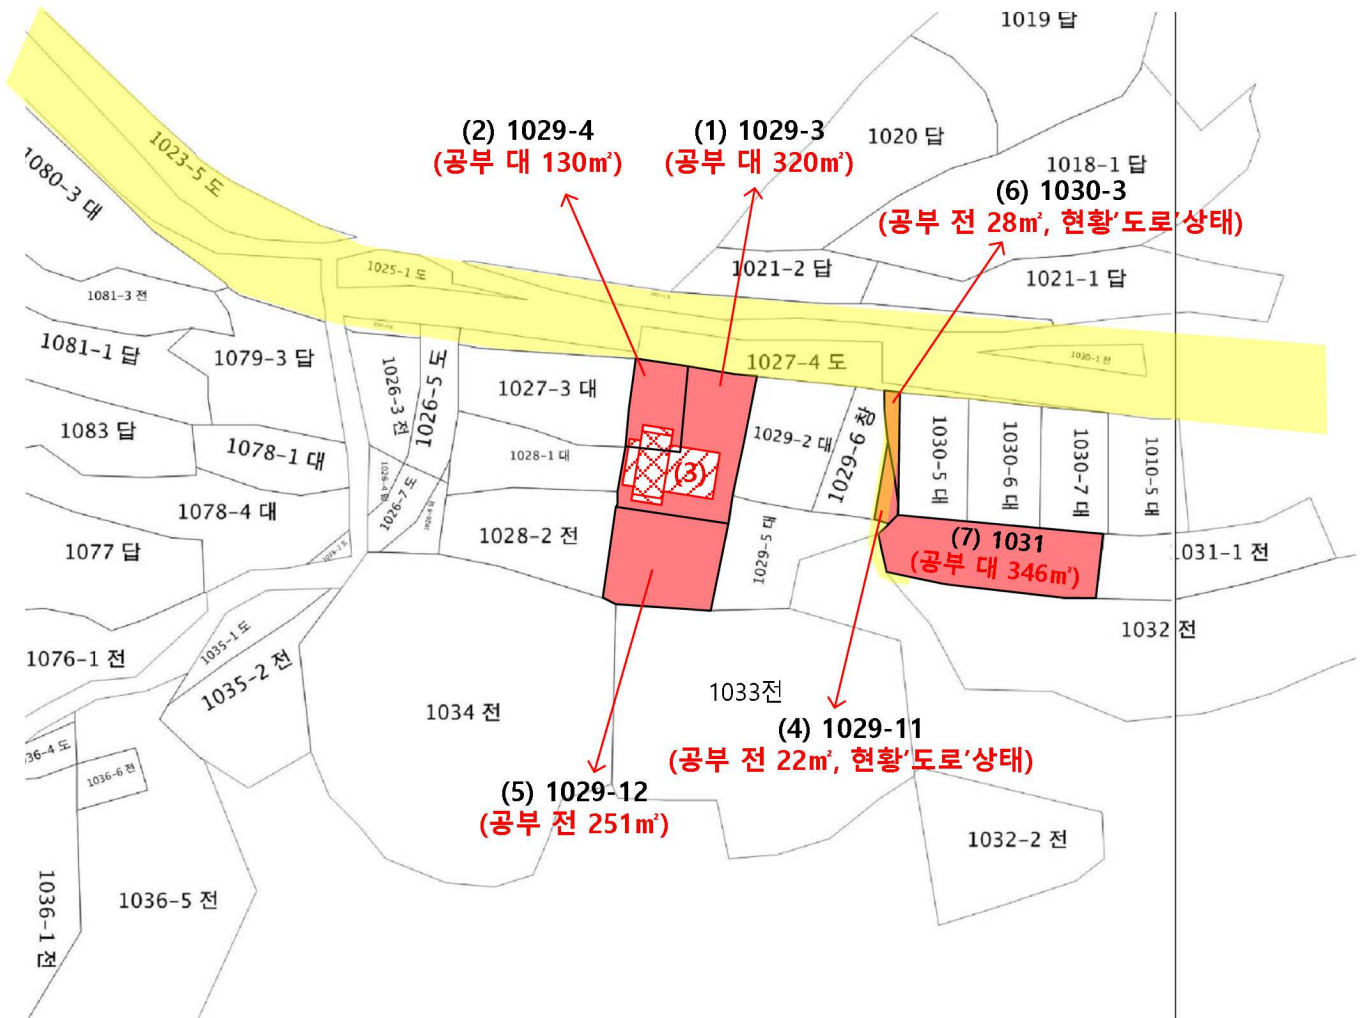 1019 답
(2) 1029-4
(공부 대 130㎡)
(1) 1029-3
(공부 대 320㎡)
1020 답
1018-1 답
(6) 1030-3
(공부 전 28㎡, 현황'도로'상태)
1023-5 도
1080-3 대
1025-1 도
1021-2 답
1021-1 답
1081-3 전
1081-1 답
1079-3 답
1026-3 전
1026-5 도
1027-3 대
1027-4 도
1030-1 전
1083 답
1078-1 대
1028-1 대
(3)
1029-2 대
1029-6 창
1030-5 대
1030-6 대
1030-7 대
1010-5 대
1078-4 대
1026-7 도
1077 답
1028-2 전
1029-5 대
(7) 1031
(공부 대 346㎡)
1031-1 전
1032 전
1076-1 전
1035-1 도
1035-2 전
1034 전
1033전
(4) 1029-11
(공부 전 22㎡, 현황'도로'상태)
36-4 도
1036-6 전
(5) 1029-12
(공부 전 251㎡)
1032-2 전
1036-1 전
1036-5 전